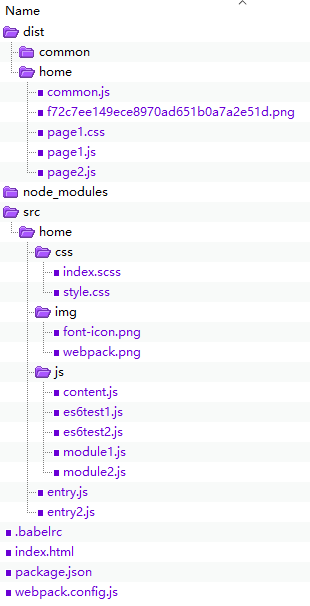 Name
dist
common
home
common.js
f72c7ee149ece8970ad651b0a7a2e51d.png
page1.css
page1.js
page2.js
node_modules
src
home
css
index.scss
style.css
img
font-icon.png
webpack.png
js
content.js
es6test1.js
es6test2.js
module1.js
module2.js
entry.js
entry2.js
.babelrc
index.html
package.json
webpack.config.js